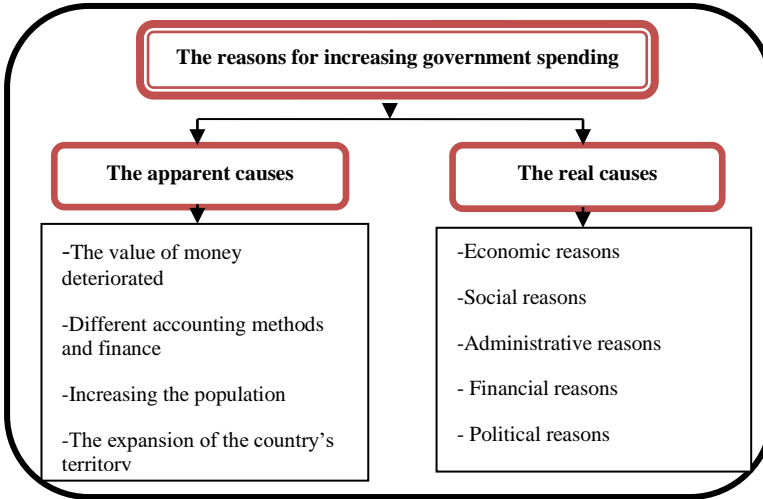 The reasons for increasing government spending
The apparent causes
The real causes
-The value of money
deteriorated
-Different accounting methods
and finance
-Increasing the population
-The expansion of the country's
territory
-Economic reasons
-Social reasons
-Administrative reasons
- Financial reasons
- Political reasons